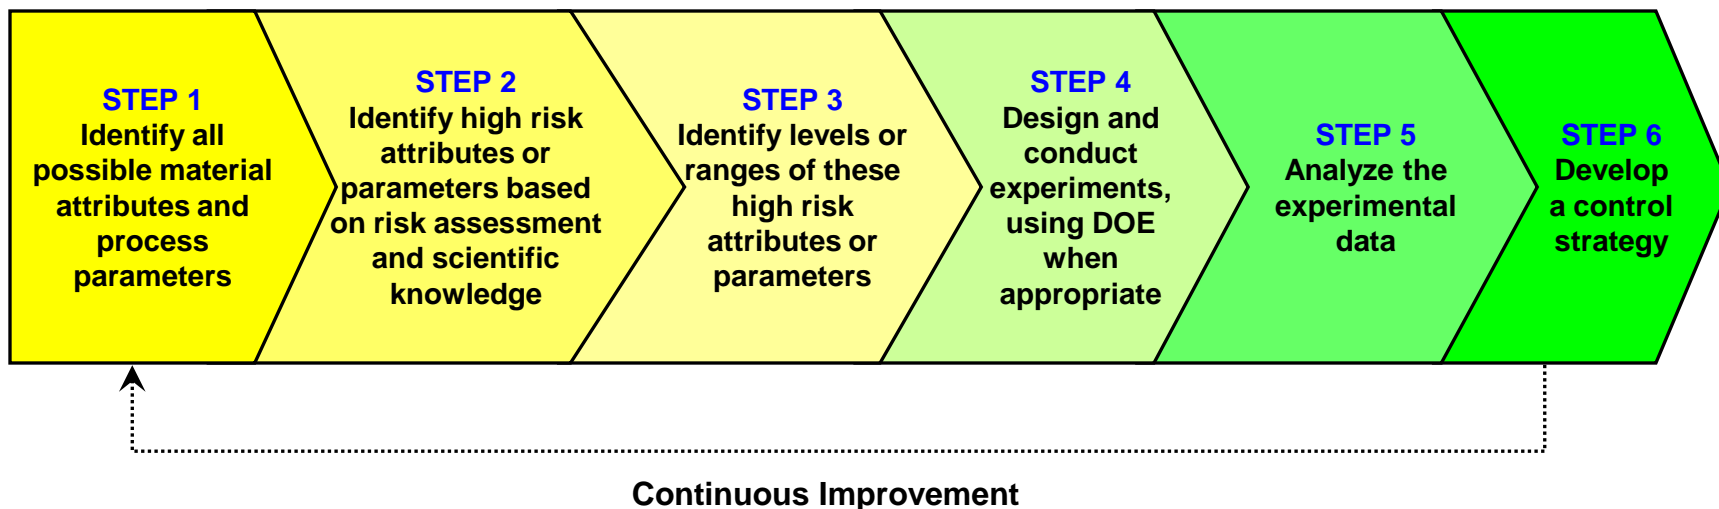 STEP 1
Identify all
possible material
attributes and
process
parameters
STEP 2
Identify high risk
attributes or
parameters based
on risk assessment
and scientific
knowledge
STEP 3
Identify levels or
ranges of these
high risk
attributes or
parameters
STEP 4
Design and
conduct
experiments,
using DOE
when
appropriate
STEP 5
Analyze the
experimental
data
STEP 6
Develop
a control
strategy
Continuous Improvement